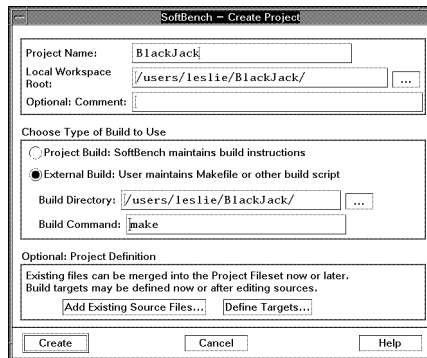 SoftBench – Create Project
Project Name: BlackJack
Local Workspace
Root: /users/leslie/BlackJack/ ...
Optional: Comment:
Choose Type of Build to Use
Project Build: SoftBench maintains build instructions
External Build: User maintains Makefile or other build script
Build Directory: /users/leslie/BlackJack/ ...
Build Command: make
Optional: Project Definition
Existing files can be merged into the Project Fileset now or later.
Build targets may be defined now or after editing sources.
Add Existing Source Files... Define Targets...
Create Cancel Help